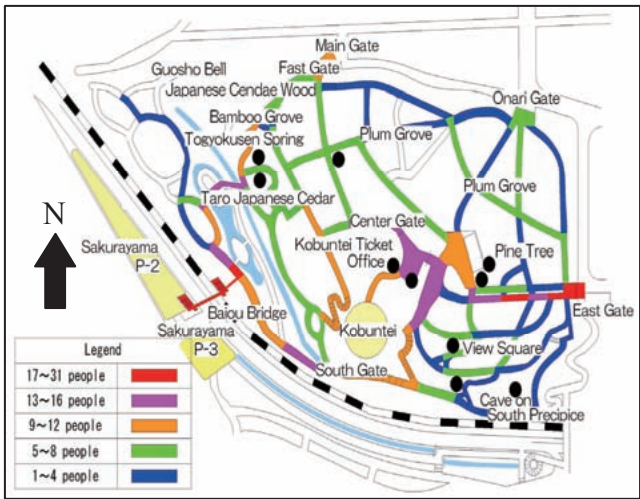 Main Gate
Guosho Bell
Fast Gate
Japanese Cendae Wood
Onari Gate
Bamboo Grove
Togyokusen Spring
Plum Grove
Plum Grove
N
Taro Japanese Cedar
Center Gate
Sakurayama
P-2
Kobuntei Ticket
Office
Pine Tree
Baiou Bridge
East Gate
Sakurayama
P-3
Kobuntei
View Square
South Gate
Cave on
South Precipice
Legend
17~31 people
13~16 people
9~12 people
5~8 people
1~4 people